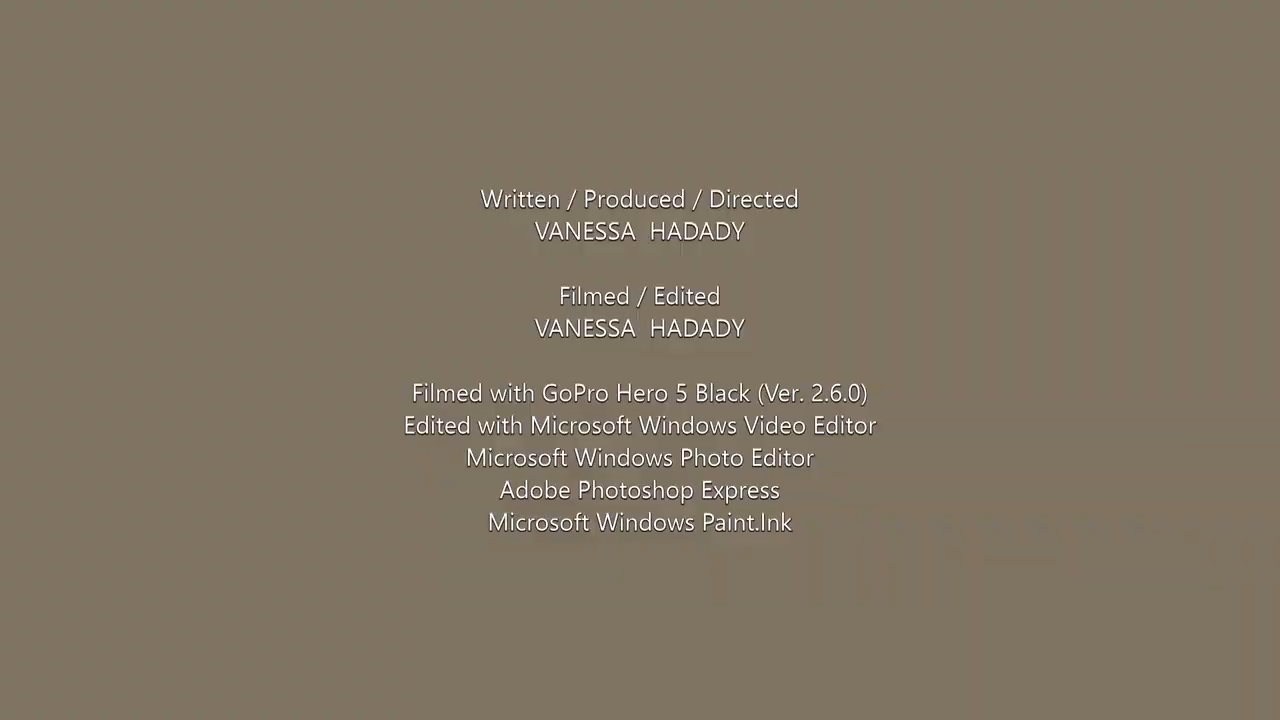 Written / Produced / Directed
VANESSA  HADADY
Filmed / Edited
VANESSA  HADADY
Filmed with GoPro Hero 5 Black (Ver. 2.6.0)
Edited with Microsoft Windows Video Editor
Microsoft Windows Photo Editor
Adobe Photoshop Express
Microsoft Windows Paint.lnk